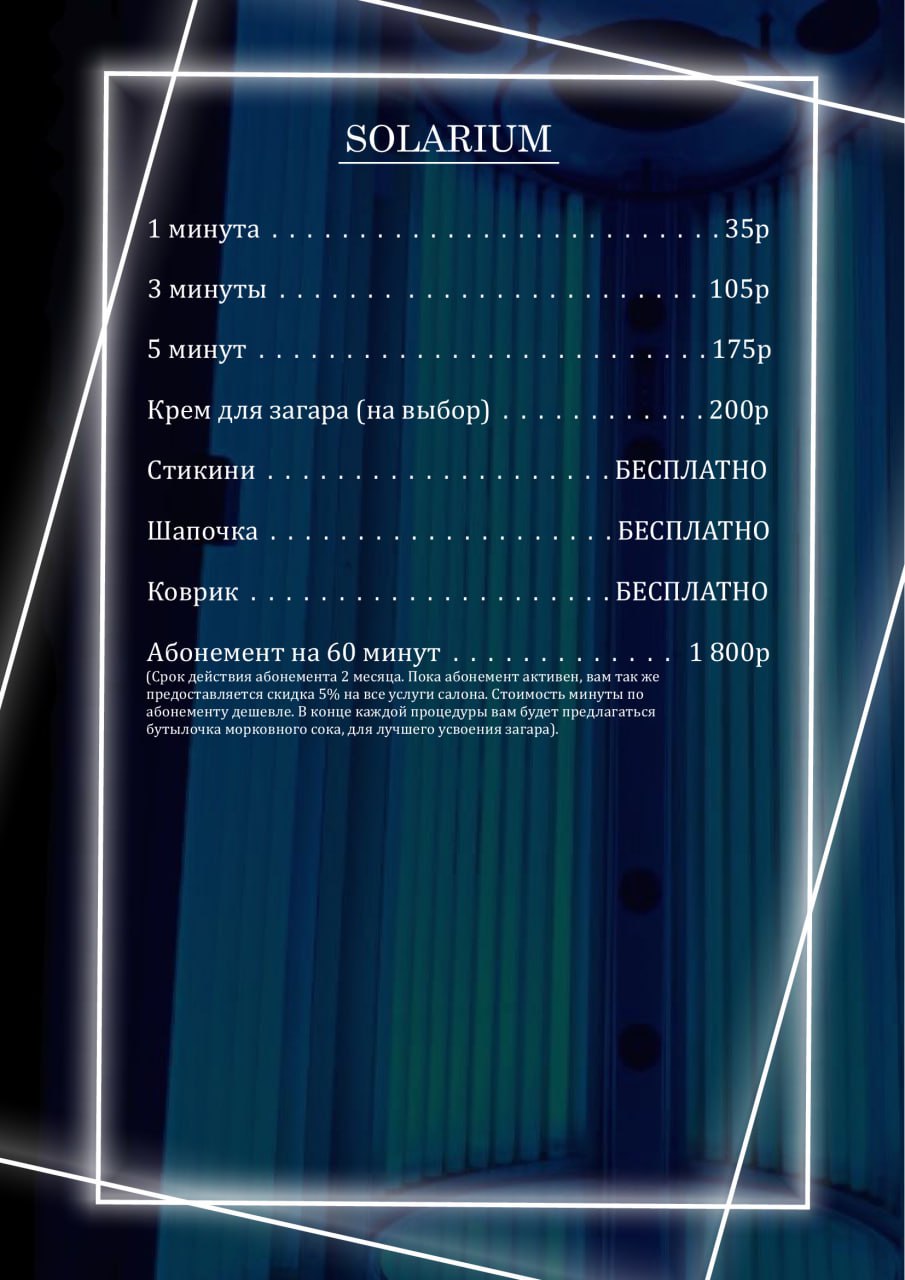 SOLARIUM
1 минута . . . . . . . . . . . . . . . . . . . . . . . . . . . . . . . . 35р
3 минуты . . . . . . . . . . . . . . . . . . . . . . . . . . . . . 105р
5 минут . . . . . . . . . . . . . . . . . . . . . . . . . . . . . . . 175р
Крем для загара (на выбор) . . . . . . . . . . . . . . 200р
Стикини . . . . . . . . . . . . . . . . . . . . . . . . БЕСПЛАТНО
Шапочка . . . . . . . . . . . . . . . . . . . . . . . . БЕСПЛАТНО
Коврик . . . . . . . . . . . . . . . . . . . . . . . . . БЕСПЛАТНО
Абонемент на 60 минут . . . . . . . . . . . . . 1 800р
(Срок действия абонемента 2 месяца. Пока абонемент активен, вам так же
предоставляется скидка 5% на все услуги салона. Стоимость минуты по
абонементу дешевле. В конце каждой процедуры вам будет предлагаться
бутылочка морковного сока, для лучшего усвоения загара).